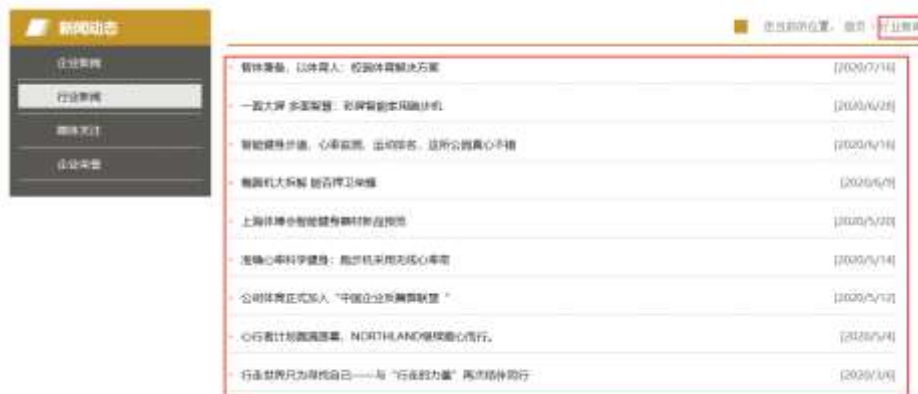 新闻动态
您当前的位置： 首页 行业新闻
企业新闻
行业新闻
媒体关注
企业荣誉
智体兼备，以体育人：校园体育解决方案 [2020/7/16]
一面大屏 多面智慧：彩屏智能家用跑步机 [2020/6/28]
智能健身步道、心率监测、运动排名，这所公园真心不错 [2020/6/16]
椭圆机大拆解 能否捍卫荣耀 [2020/6/9]
上海体博会智能健身器材新品预览 [2020/5/20]
准确心率科学健身：跑步机采用无线心率带 [2020/5/14]
公司体育正式加入“中国企业反舞弊联盟 ” [2020/5/12]
心行者计划圆满落幕，NORTHLAND继续随心而行。 [2020/5/4]
行走世界只为寻找自己——与“行走的力量”再次结伴同行 [2020/3/6]